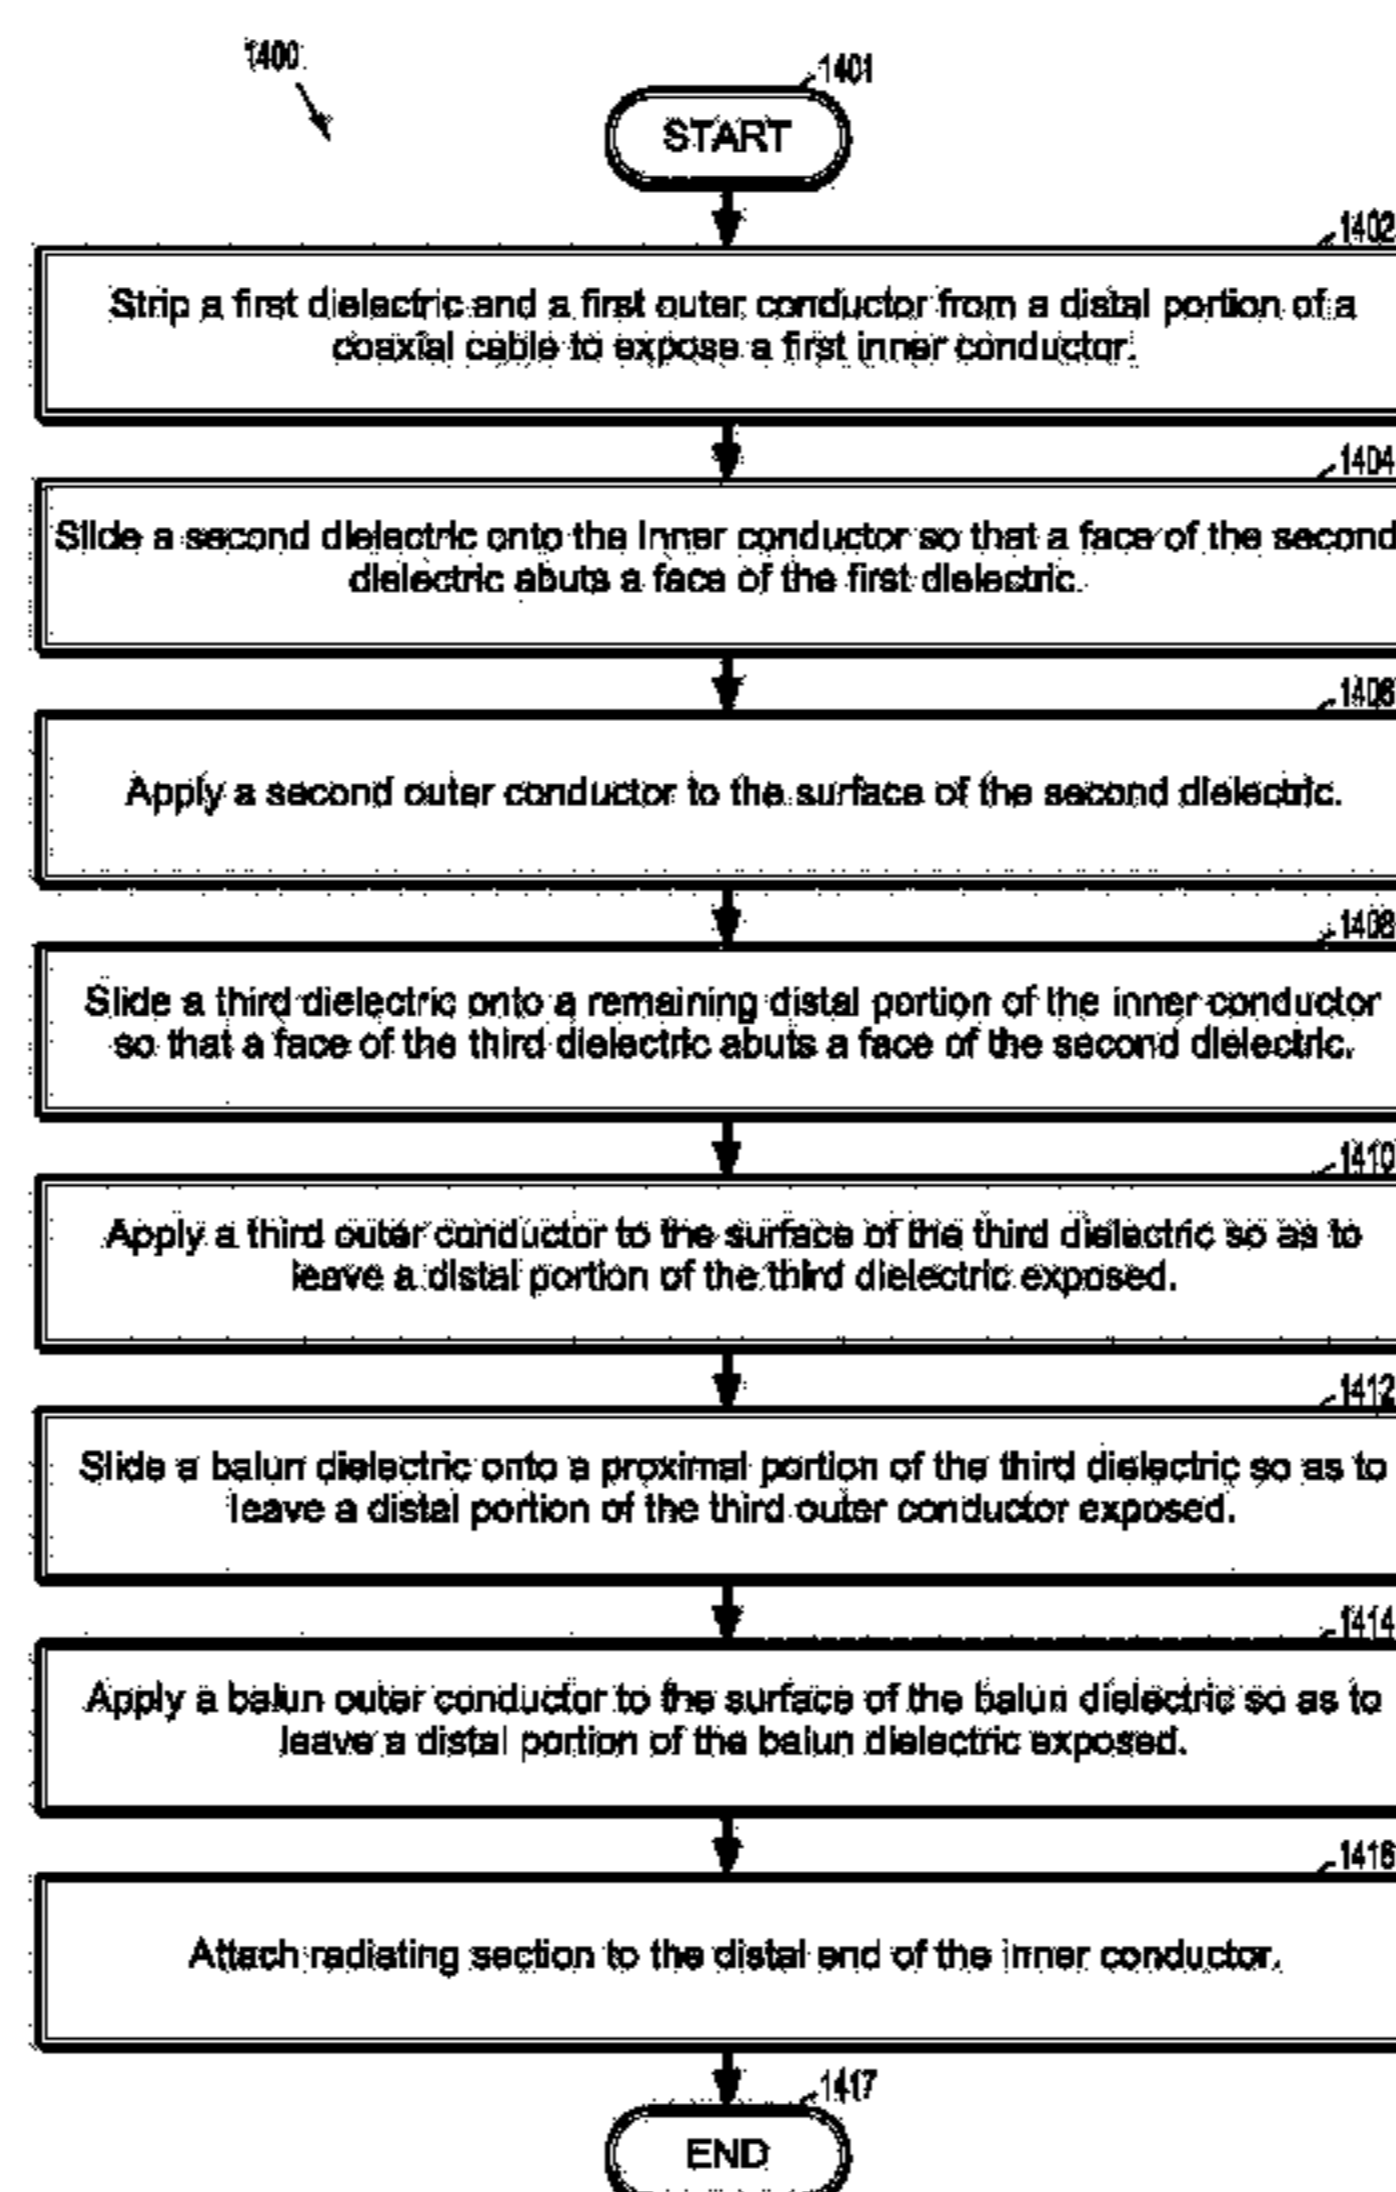 1400
1401
START
1402
Strip a first dielectric and a first outer conductor from a distal portion of a
coaxial cable to expose a first inner conductor.
1404
Slide a second dielectric onto the inner conductor so that a face of the second
dielectric abuts a face of the first dielectric.
1406
Apply a second outer conductor to the surface of the second dielectric.
1408
Slide a third dielectric onto a remaining distal portion of the inner conductor
so that a face of the third dielectric abuts a face of the second dielectric.
1410
Apply a third outer conductor to the surface of the third dielectric so as to
leave a distal portion of the third dielectric exposed.
1412
Slide a balun dielectric onto a proximal portion of the third dielectric so as to
leave a distal portion of the third outer conductor exposed.
1414
Apply a balun outer conductor to the surface of the balun dielectric so as to
leave a distal portion of the balun dielectric exposed.
1416
Attach radiating section to the distal end of the inner conductor.
1417
END